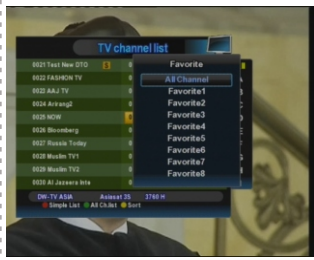 TV channel list
0021 Test New DTO $
0022 FASHION TV
0023 AAJ TV
0024 Arirang2
0025 NOW
0026 Bloomberg
0027 Russia Today
0028 Muslim TV1
0029 Muslim TV2
0030 Al Jazeera Inte
Favorite
All Channel
Favorite1
Favorite2
Favorite3
Favorite4
Favorite5
Favorite6
Favorite7
Favorite8
DW-TV ASIA Asiasat 3S 3760 H
Simple List All Ch.list Sort